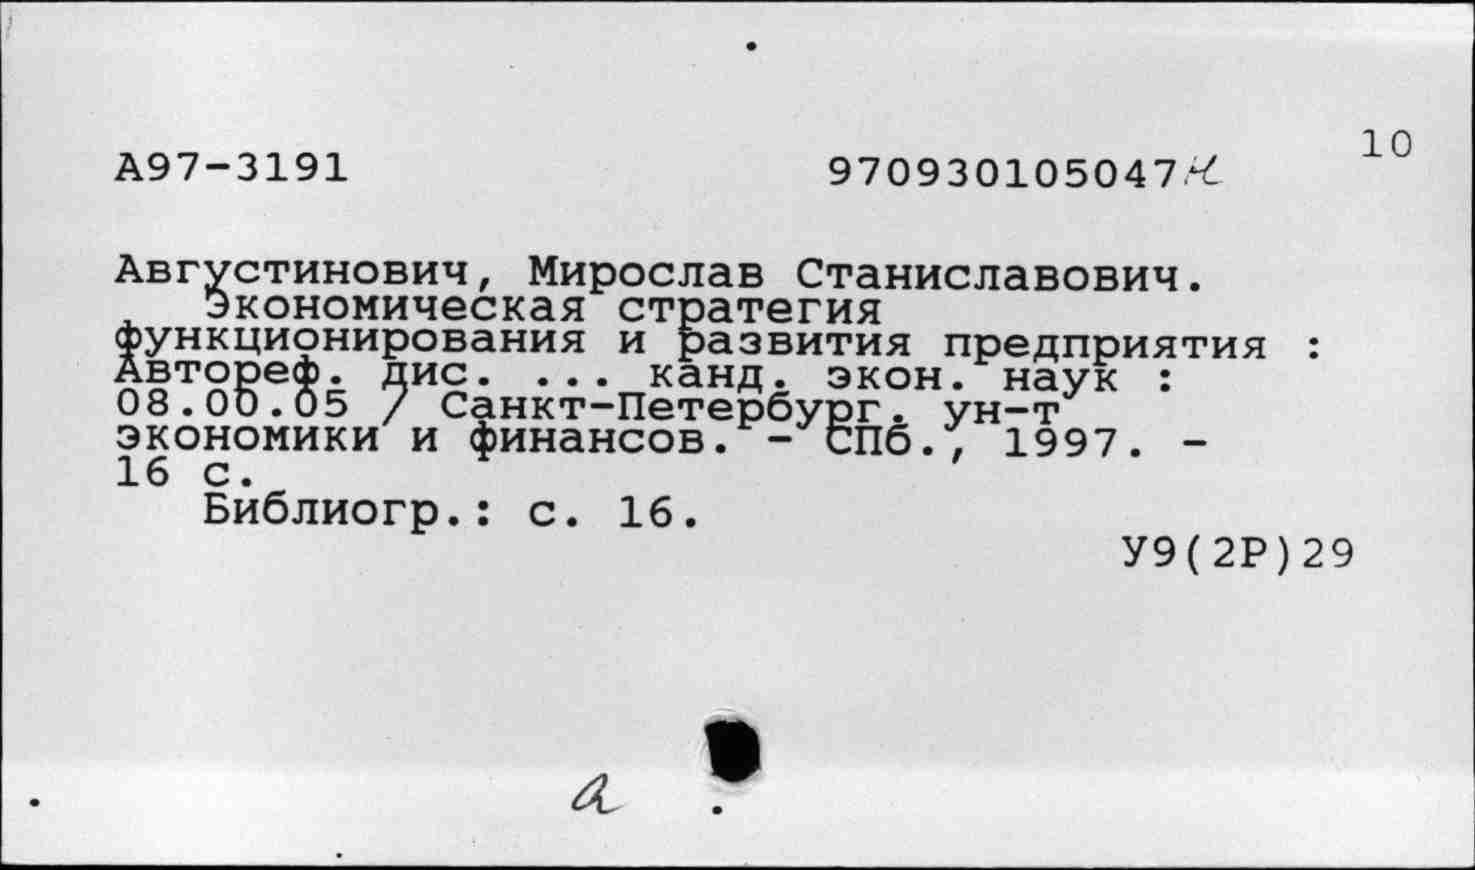 10
А97-3191 970930105047
Августинович, Мирослав Станиславович.
Экономическая стратегия
функционирования и развития предприятия :
Автореф. дис. ... канд. экон. наук :
08.00.05 / Санкт-Петербург. ун-т
экономики и финансов. - СПб., 1997. -
16 с.
Библиогр.: с. 16.
У9(2Р)29
а